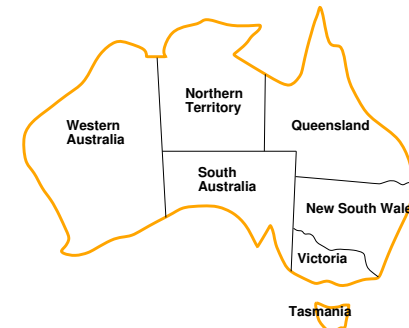 Northern
Territory
Western
Australia
Queensland
South
Australia
New South Wale
Victoria
Tasmania